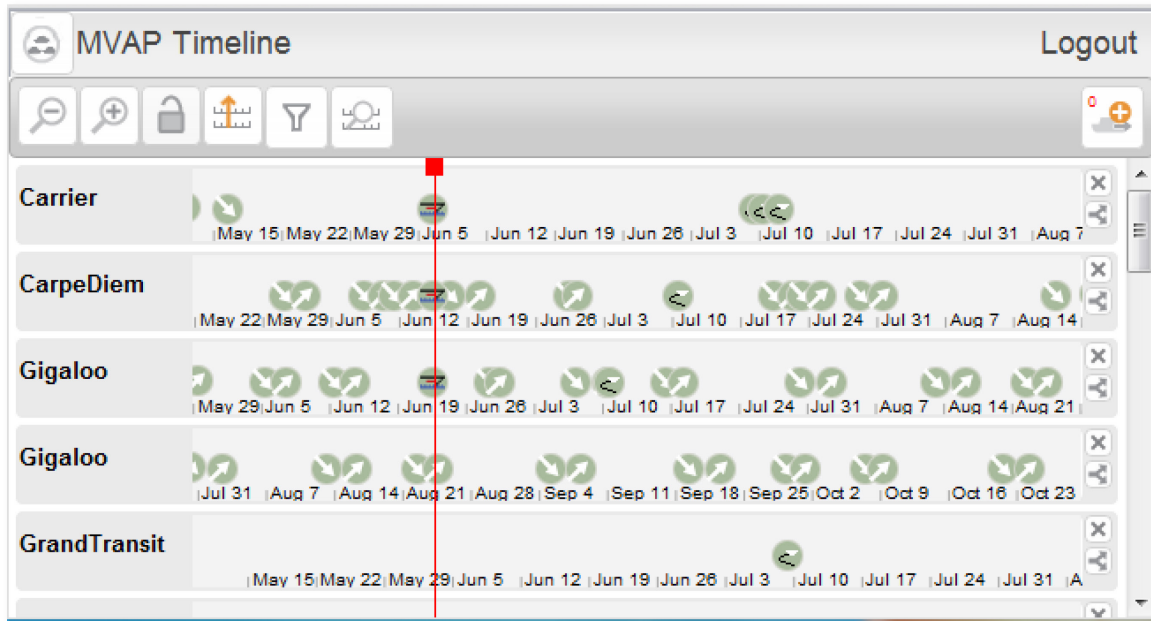 MVAP Timeline Logout
0
Carrier
May 15 May 22 May 29 Jun 5 Jun 12 Jun 19 Jun 26 Jul 3 Jul 10 Jul 17 Jul 24 Jul 31 Aug 7
CarpeDiem
May 22 May 29 Jun 5 Jun 12 Jun 19 Jun 26 Jul 3 Jul 10 Jul 17 Jul 24 Jul 31 Aug 7 Aug 14
Gigaloo
May 29 Jun 5 Jun 12 Jun 19 Jun 26 Jul 3 Jul 10 Jul 17 Jul 24 Jul 31 Aug 7 Aug 14 Aug 21
Gigaloo
Jul 31 Aug 7 Aug 14 Aug 21 Aug 28 Sep 4 Sep 11 Sep 18 Sep 25 Oct 2 Oct 9 Oct 16 Oct 23
GrandTransit
May 15 May 22 May 29 Jun 5 Jun 12 Jun 19 Jun 26 Jul 3 Jul 10 Jul 17 Jul 24 Jul 31 A